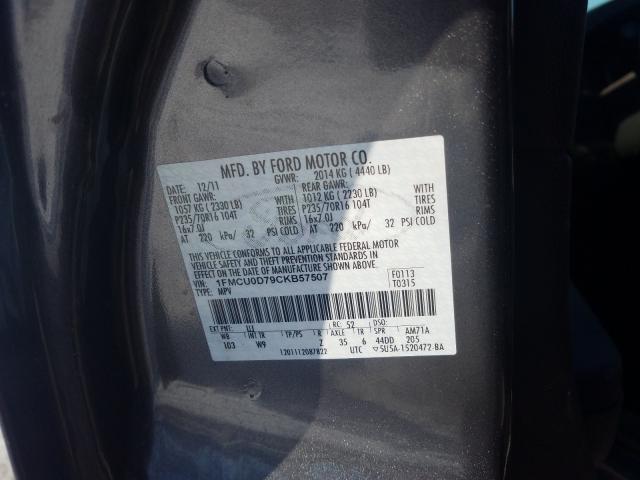 MFD. BY FORD MOTOR CO.
DATE: 12/11 GVWR: 2014 KG ( 4440 LB)
FRONT GAWR: REAR GAWR:
1057 KG ( 2330 LB) WITH 1012 KG ( 2230 LB) WITH
P235/70R16 104T TIRES P235/70R16 104T TIRES
16x7.0J RIMS 16x7.0J RIMS
AT 220 kPa/ 32 PSI COLD AT 220 kPa/ 32 PSI COLD
THIS VEHICLE CONFORMS TO ALL APPLICABLE FEDERAL MOTOR
VEHICLE SAFETY AND THEFT PREVENTION STANDARDS IN
EFFECT ON THE DATE OF MANUFACTURE SHOWN ABOVE.
VIN: 1FMCU0D79CKB57507 F0113
TYPE: MPV T0315
EXT PNT: RC: 52 DSO:
WB TR TP/PS R AXLE TR SPR AM71A
103 W9 Z 35 6 44DD 205
1201112087822 UTC 5U5A-1520472-BA